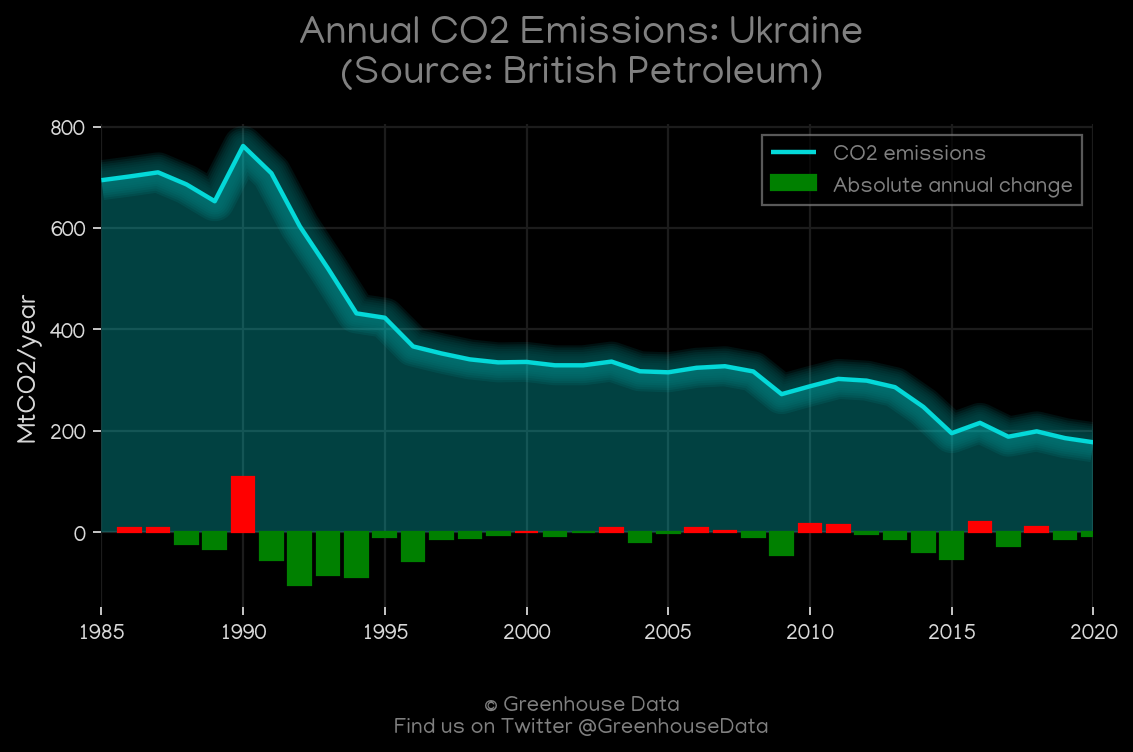 Annual CO2 Emissions: Ukraine
(Source: British Petroleum)
CO2 emissions
Absolute annual change
MtCO2/year
800
600
400
200
0
1985 1990 1995 2000 2005 2010 2015 2020
© Greenhouse Data
Find us on Twitter @GreenhouseData